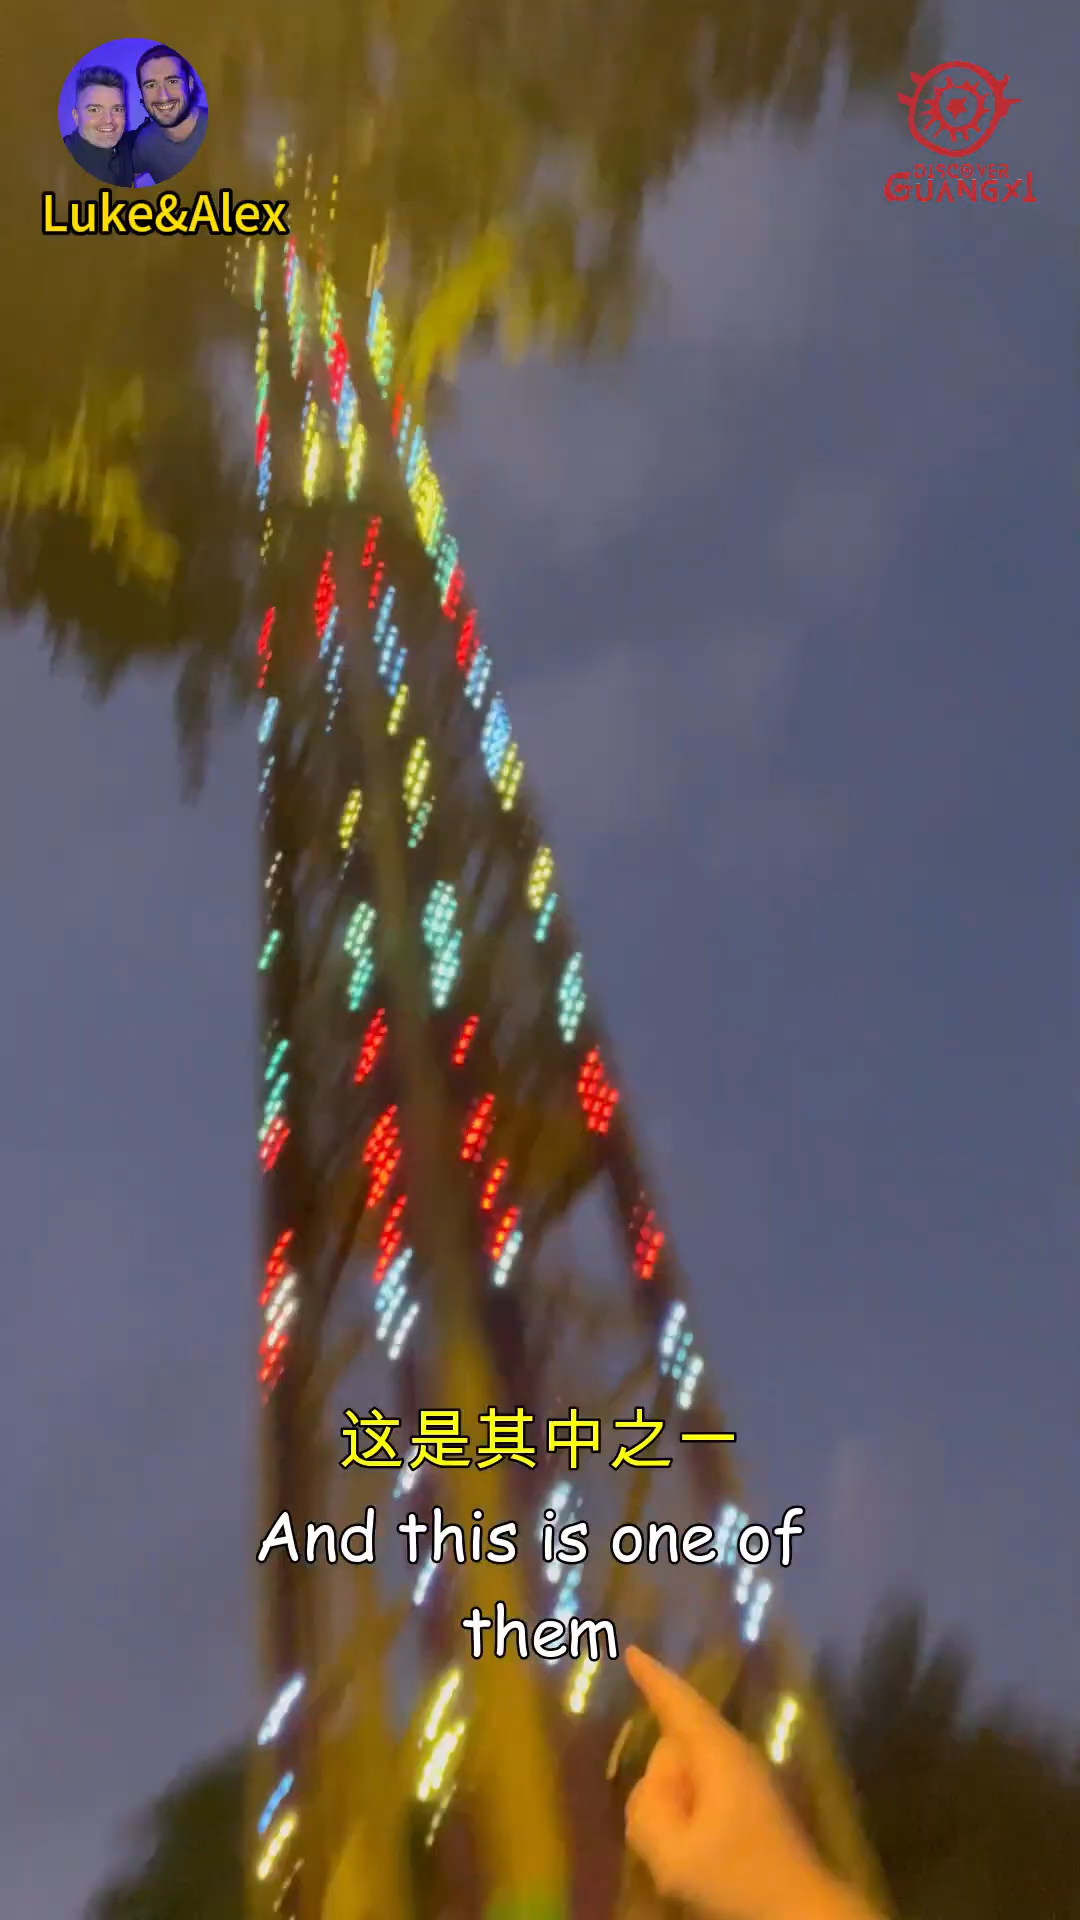 Luke&Alex
DISCOVER
GUANGXI
这是其中之一
And this is one of
them